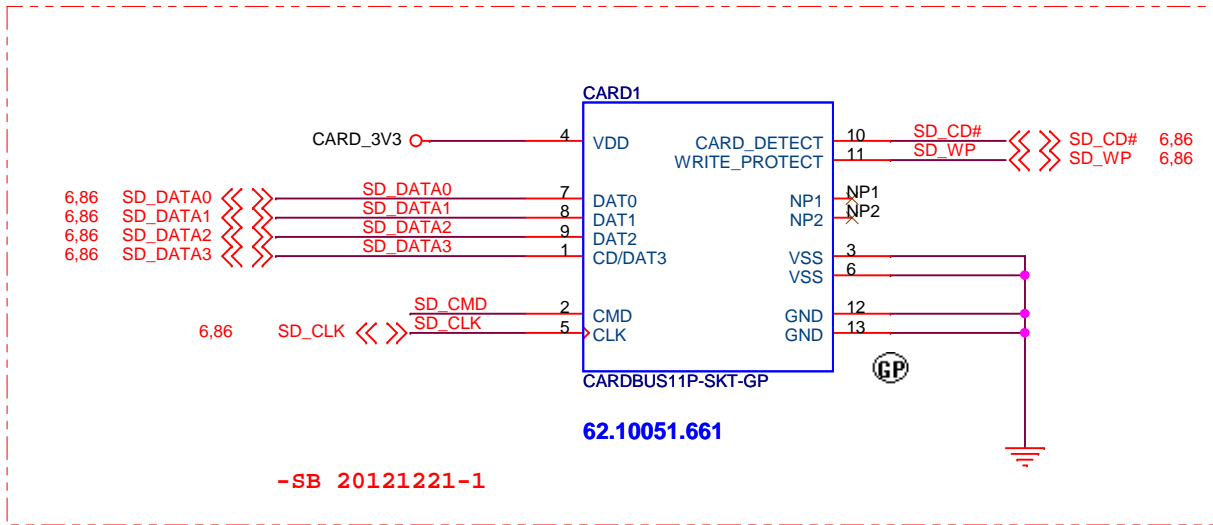 CARD1
CARD_3V3 4 VDD CARD_DETECT 10 SD_CD# SD_CD# 6,86
WRITE_PROTECT 11 SD_WP SD_WP 6,86
6,86 SD_DATA0 SD_DATA0 7 DAT0 NP1 NP1
6,86 SD_DATA1 SD_DATA1 8 DAT1 NP2 NP2
6,86 SD_DATA2 SD_DATA2 9 DAT2
6,86 SD_DATA3 SD_DATA3 1 CD/DAT3 VSS 3
VSS 6
SD_CMD 2 CMD GND 12
6,86 SD_CLK SD_CLK 5 CLK GND 13
GP
CARDBUS11P-SKT-GP
62.10051.661
-SB 20121221-1